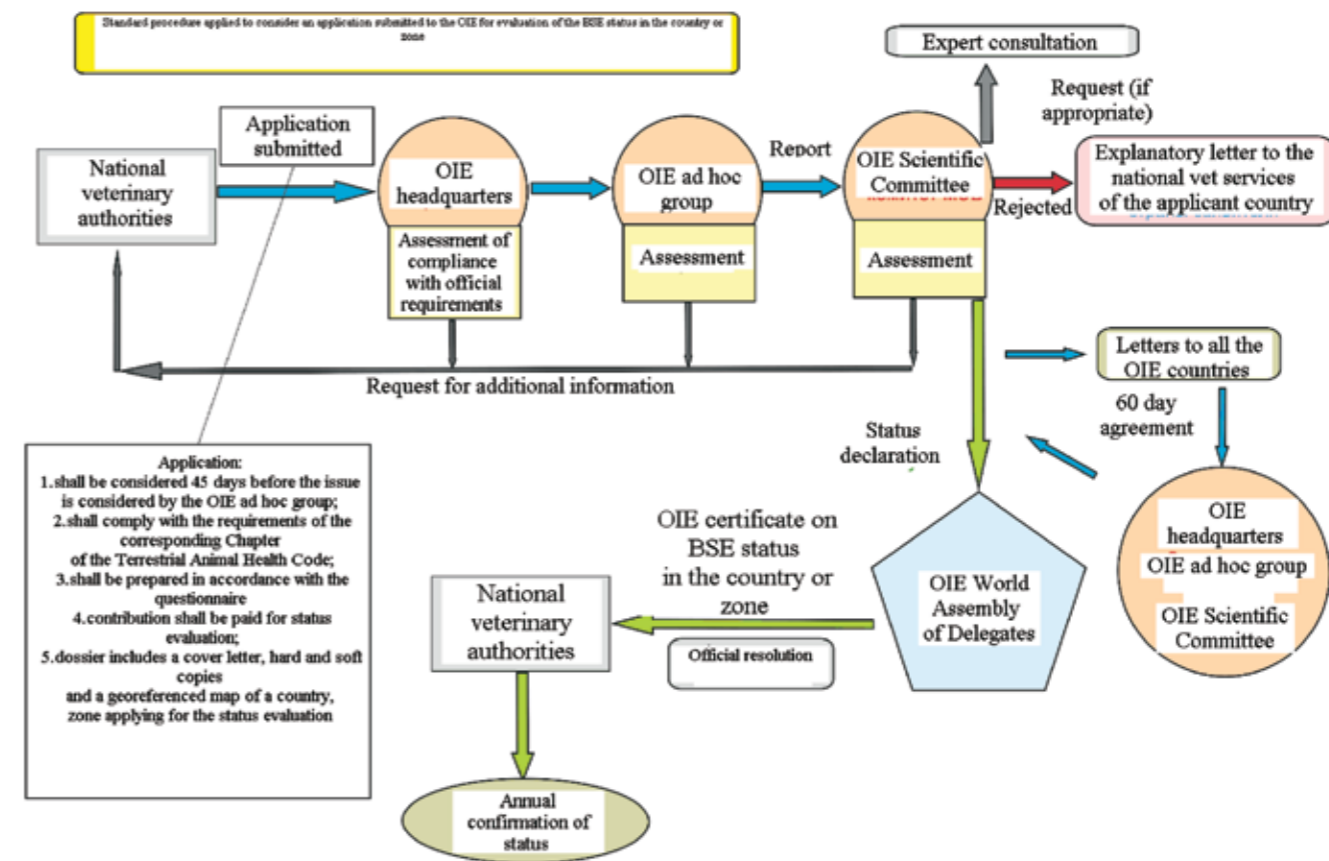 Standard procedure applied to consider an application submitted to the OIE for evaluation of the BSE status in the country or
zone
Expert consultation
Request (if
appropriate)
Application
submitted
National
veterinary
authorities
OIE
headquarters
Assessment of
compliance
with official
requirements
OIE ad hoc
group
Assessment
Report
OIE Scientific
Committee
Assessment
Rejected
Explanatory letter to the
national vet services
of the applicant country
Request for additional information
Letters to all the
OIE countries
60 day
agreement
Status
declaration
OIE
headquarters
OIE ad hoc group
OIE Scientific
Committee
Application:
1.shall be considered 45 days before the issue
is considered by the OIE ad hoc group;
2.shall comply with the requirements of the
corresponding Chapter
of the Terrestrial Animal Health Code;
3.shall be prepared in accordance with the
questionnaire
4.contribution shall be paid for status
evaluation;
5.dossier includes a cover letter, hard and soft
copies
and a georeferenced map of a country,
zone applying for the status evaluation
OIE certificate on
BSE status
in the country or
zone
OIE World
Assembly
of Delegates
Official resolution
National
veterinary
authorities
Annual
confirmation of
status